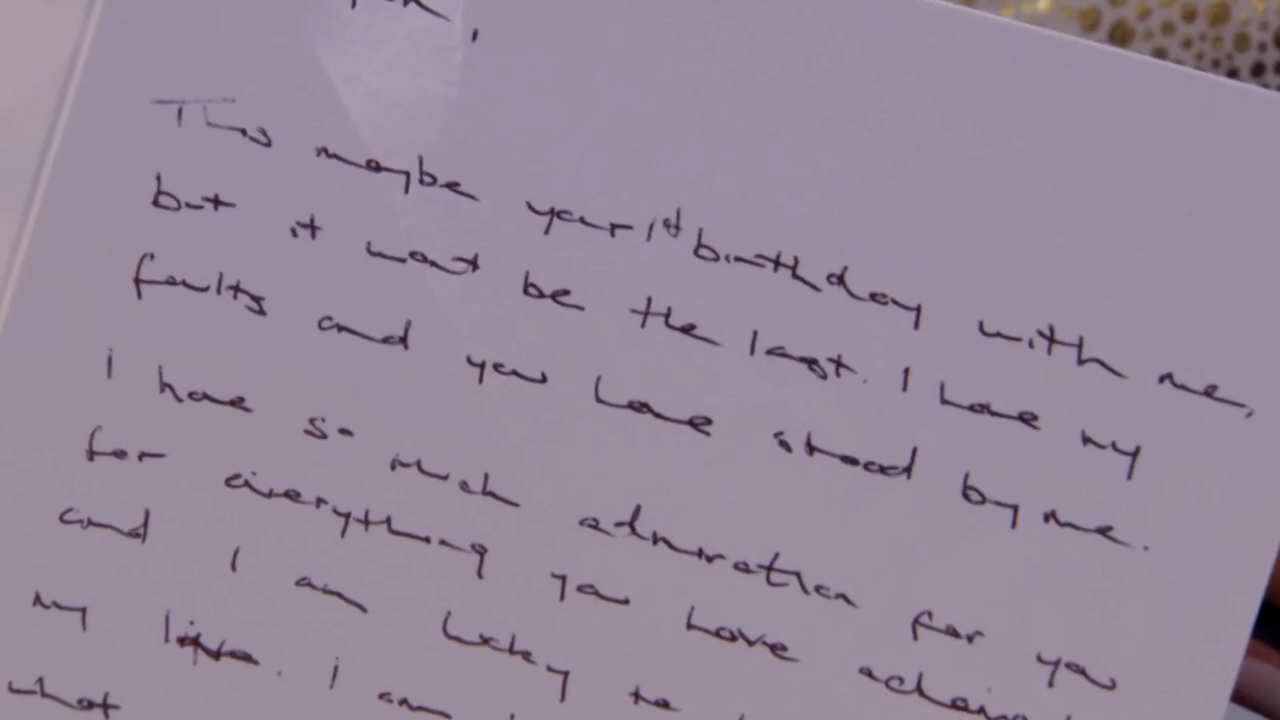 ,
This maybe your 1st birthday with me,
but it wont be the last. I have my
faults and you have stood by me.
I have so much admiration for you
for everything you have
and I am lucky to
my life. I am
what